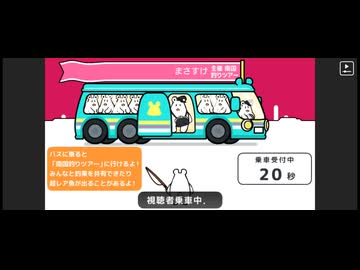 まさすけ 主催 南国
釣りツアー
バスに乗ると
「南国釣りツアー」に行けるよ!
みんなと釣果を共有できたり
超レア魚が出ることがあるよ!
乗車受付中
20 秒
視聴者乗車中.